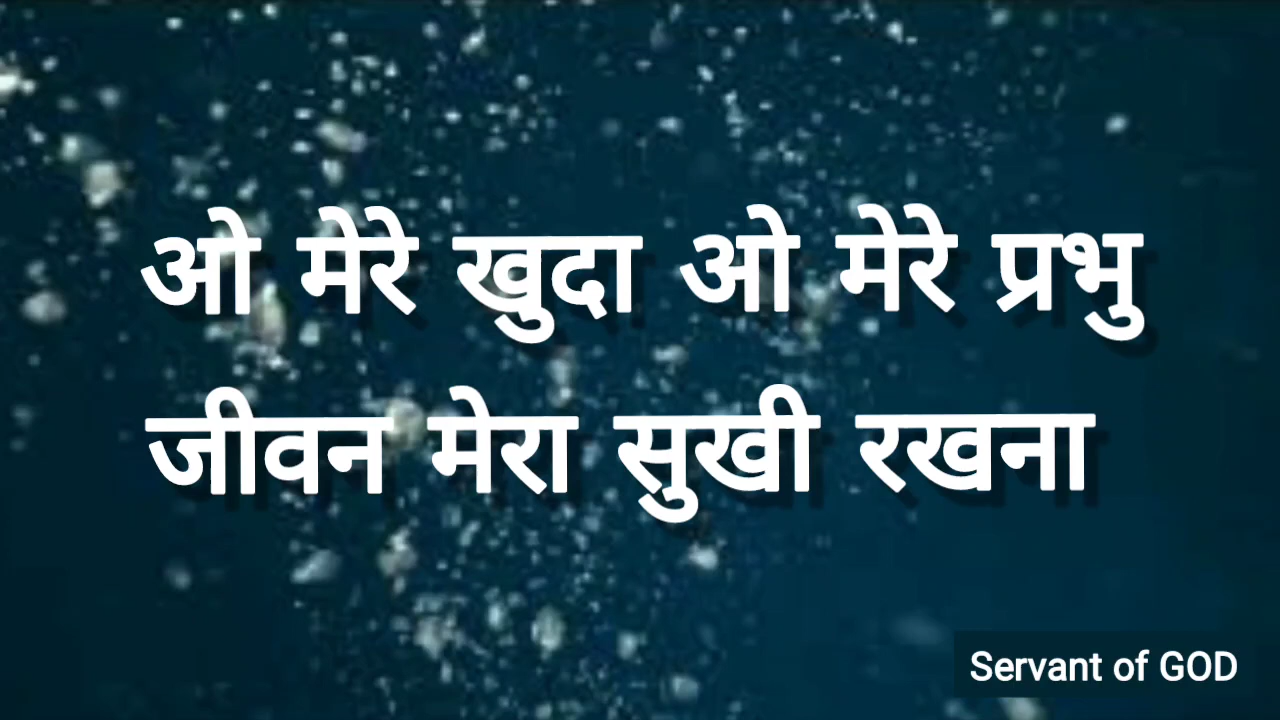 ओ मेरे खुदा ओ मेरे प्रभु
जीवन मेरा सुखी रखना
Servant of GOD